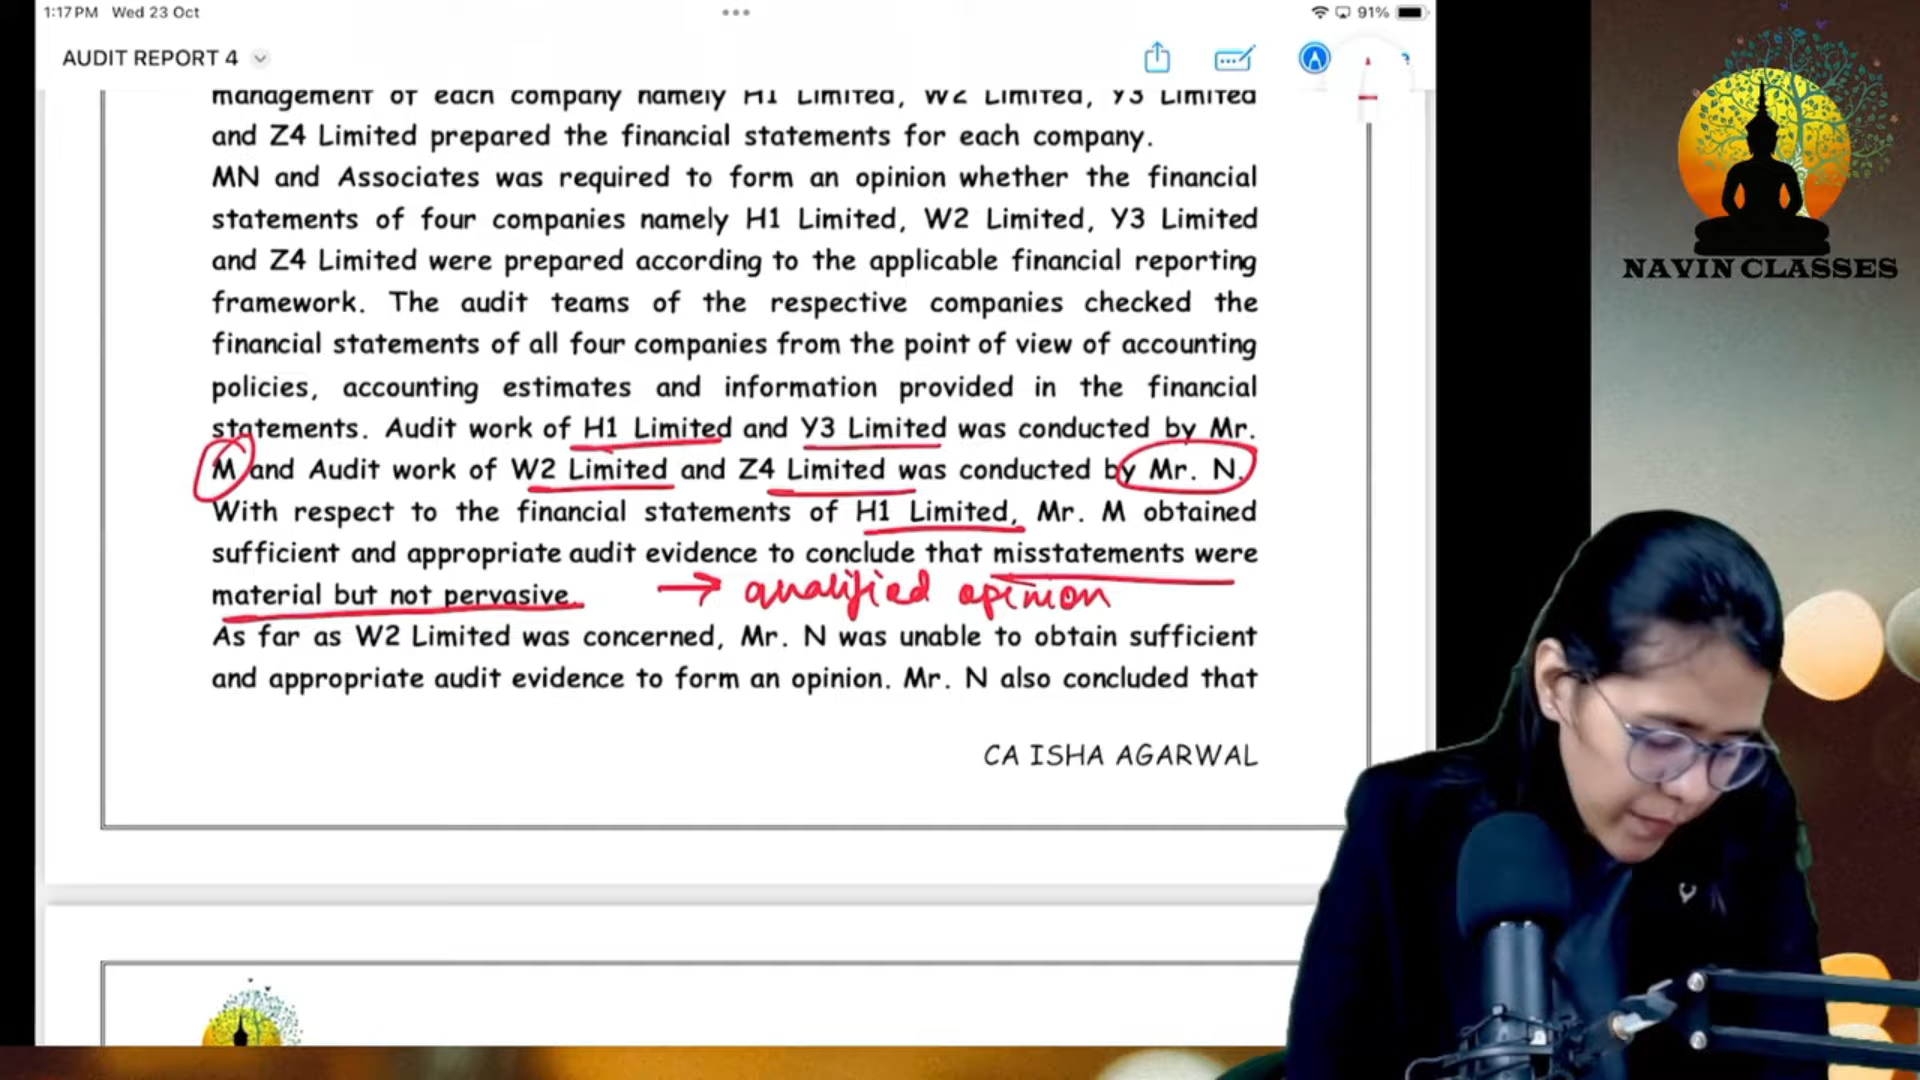 1:17 PM Wed 23 Oct
91%
AUDIT REPORT 4
management of each company namely H1 Limited, W2 Limited, Y3 Limited
and Z4 Limited prepared the financial statements for each company.
MN and Associates was required to form an opinion whether the financial
statements of four companies namely H1 Limited, W2 Limited, Y3 Limited
and Z4 Limited were prepared according to the applicable financial reporting
framework. The audit teams of the respective companies checked the
financial statements of all four companies from the point of view of accounting
policies, accounting estimates and information provided in the financial
statements. Audit work of H1 Limited and Y3 Limited was conducted by Mr.
M and Audit work of W2 Limited and Z4 Limited was conducted by Mr. N.
With respect to the financial statements of H1 Limited, Mr. M obtained
sufficient and appropriate audit evidence to conclude that misstatements were
material but not pervasive. → qualified opinion
As far as W2 Limited was concerned, Mr. N was unable to obtain sufficient
and appropriate audit evidence to form an opinion. Mr. N also concluded that
CA ISHA AGARWAL
NAVIN CLASSES